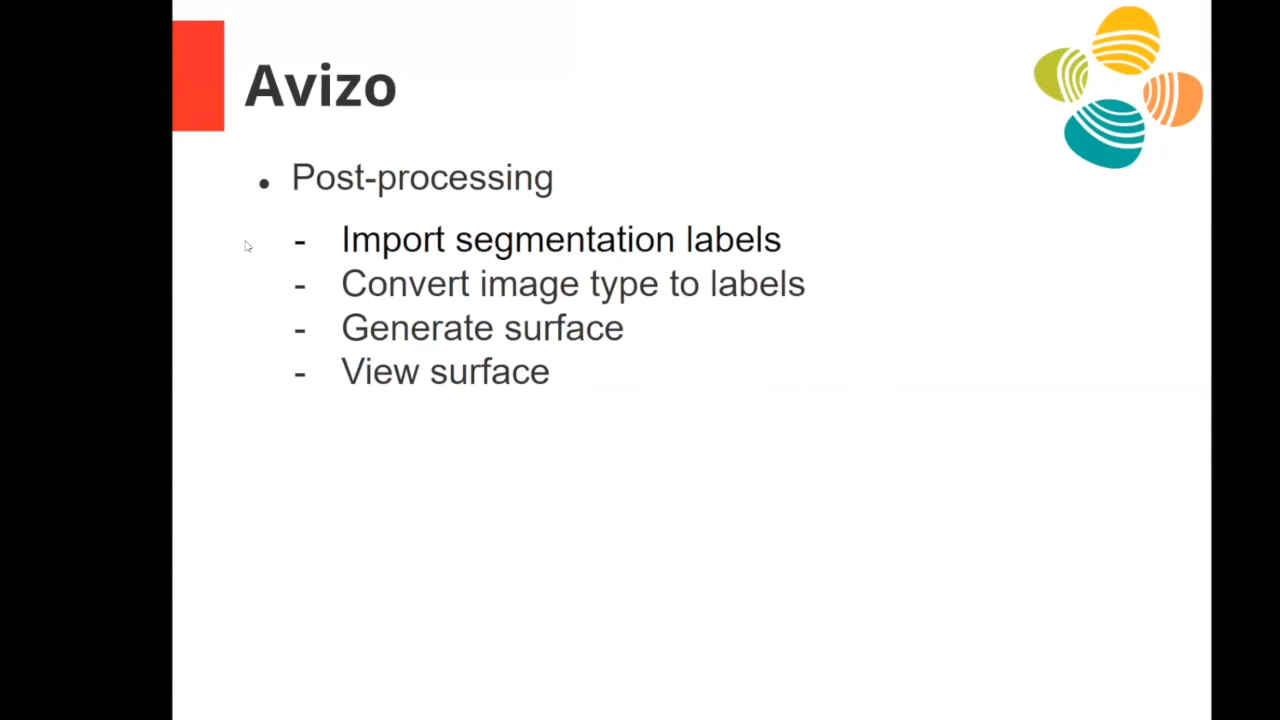 Avizo
• Post-processing
- Import segmentation labels
- Convert image type to labels
- Generate surface
- View surface